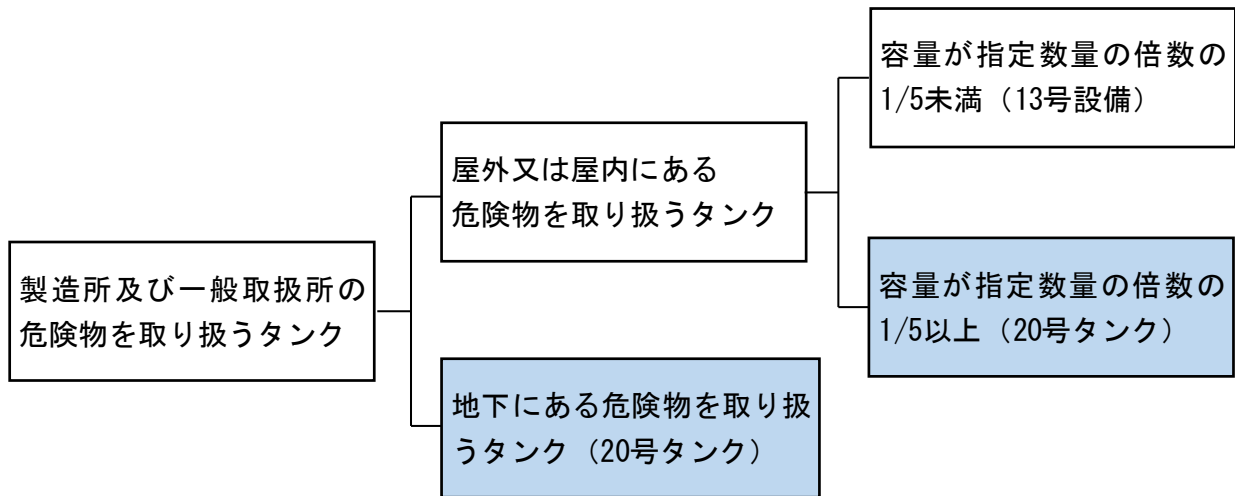 製造所及び一般取扱所の
危険物を取り扱うタンク
屋外又は屋内にある
危険物を取り扱うタンク
容量が指定数量の倍数の
1/5未満（13号設備）
容量が指定数量の倍数の
1/5以上（20号タンク）
地下にある危険物を取り扱
うタンク（20号タンク）